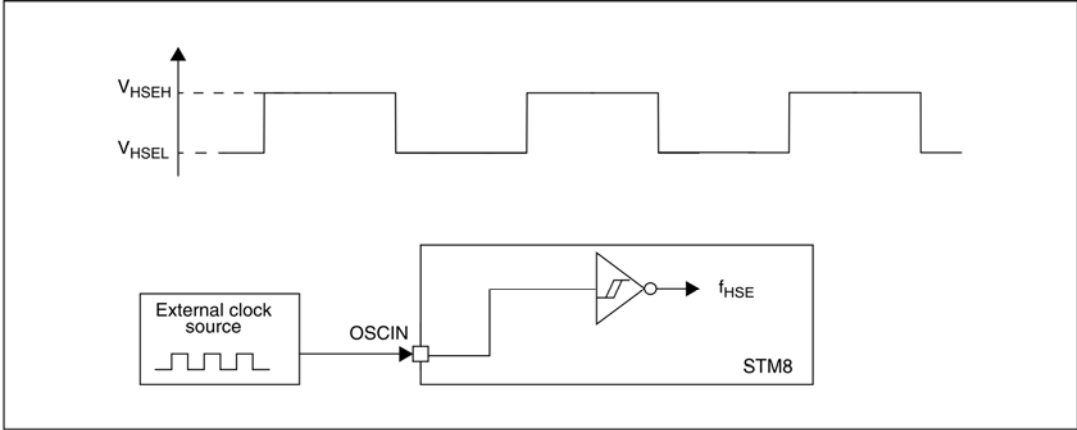 VHSEH
VHSEL
External clock
source
OSCIN
fHSE
STM8